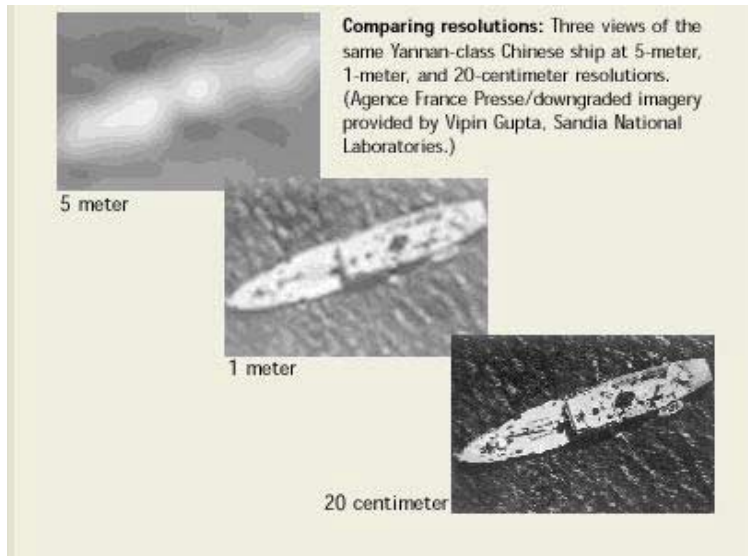 Comparing resolutions: Three views of the
same Yannan-class Chinese ship at 5-meter,
1-meter, and 20-centimeter resolutions.
(Agence France Presse/downgraded imagery
provided by Vipin Gupta, Sandia National
Laboratories.)
5 meter
1 meter
20 centimeter